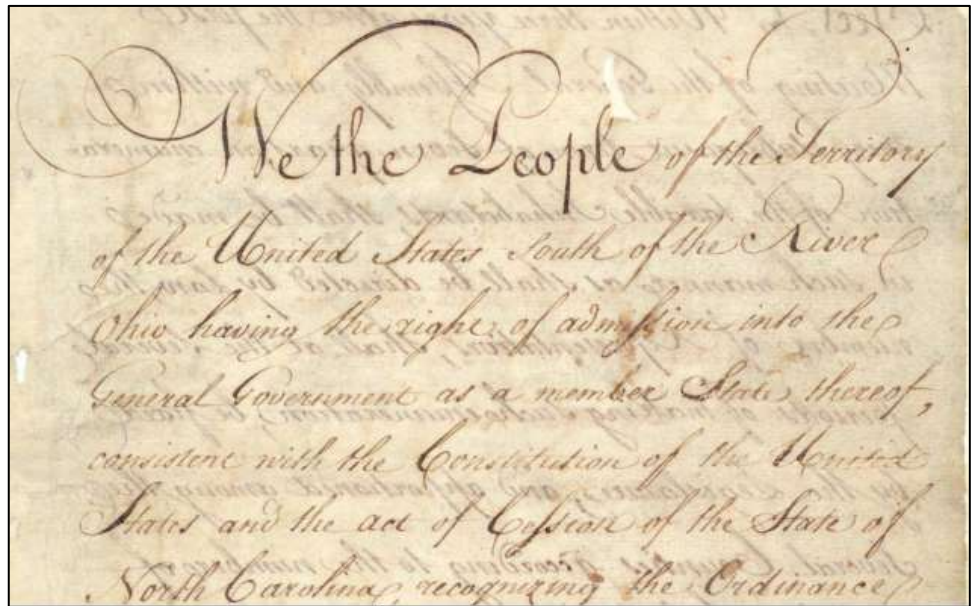 We the People of the Territory
of the United States South of the River
Ohio having the right of admission into the
General Government as a member State thereof,
consistent with the Constitution of the United
States and the act of Cession of the State of
North Carolina, recognizing the Ordinance